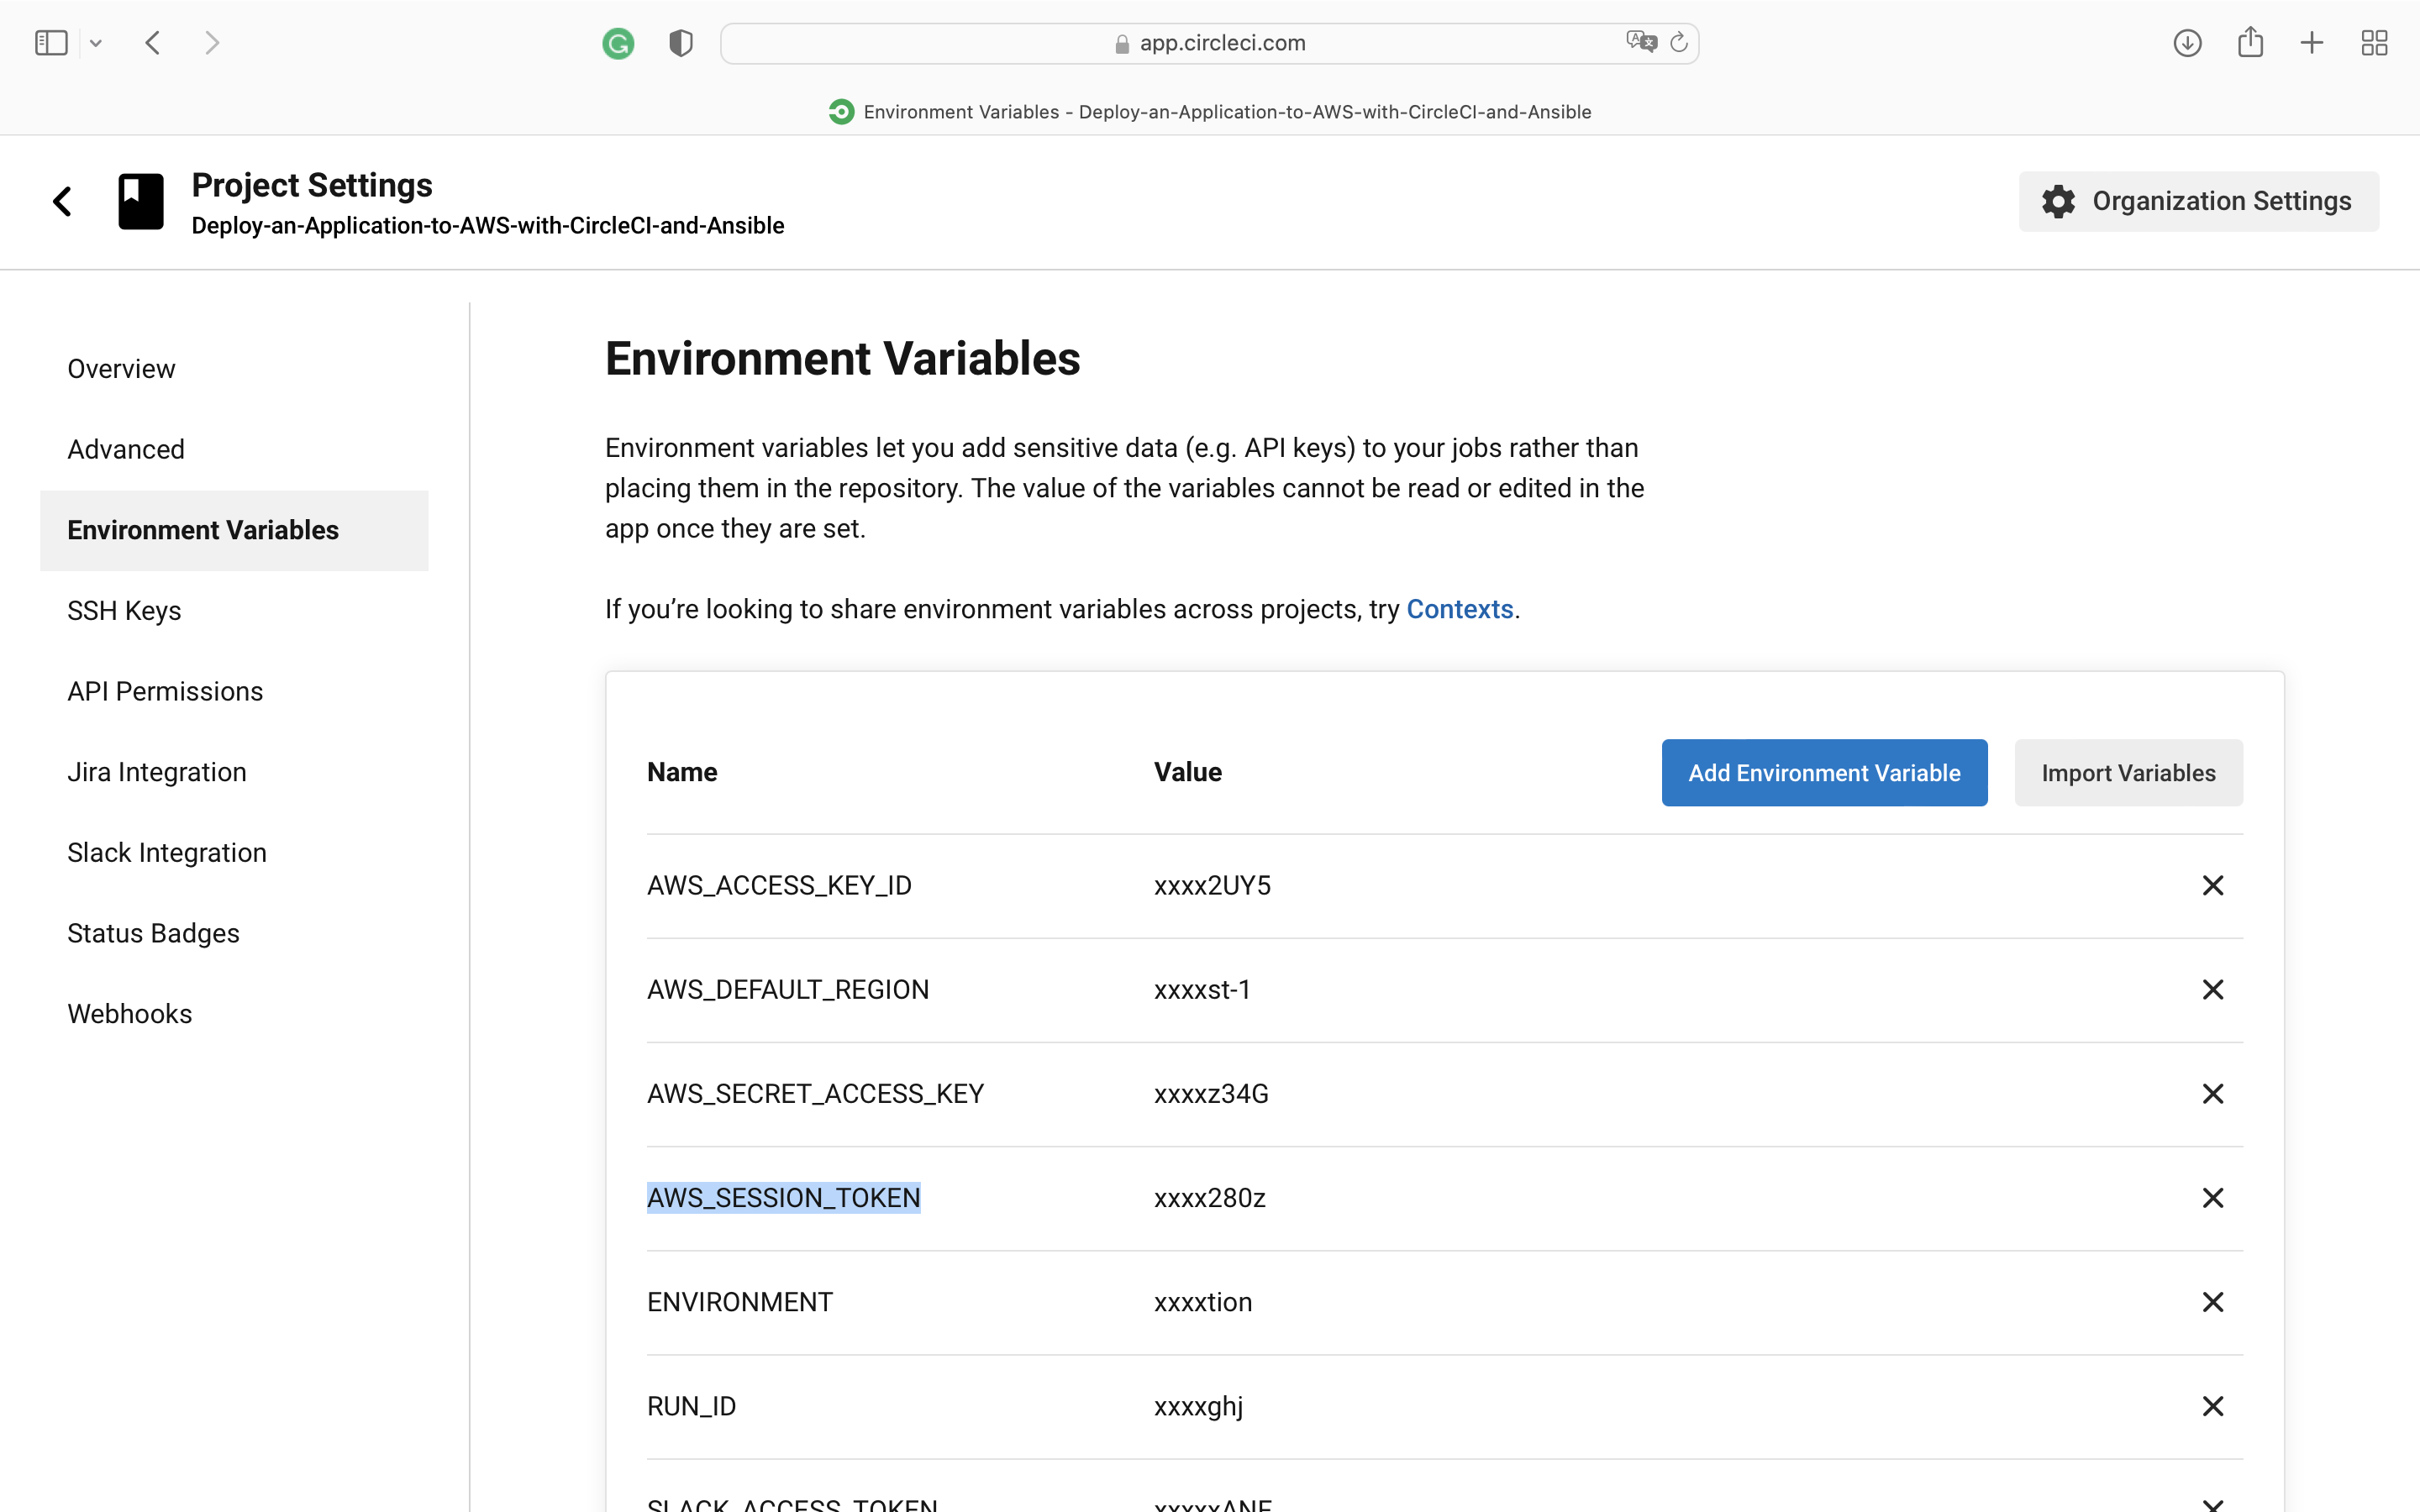 app.circleci.com
Environment Variables - Deploy-an-Application-to-AWS-with-CircleCI-and-Ansible
Project Settings
Deploy-an-Application-to-AWS-with-CircleCI-and-Ansible
Organization Settings
Overview
Advanced
Environment Variables
SSH Keys
API Permissions
Jira Integration
Slack Integration
Status Badges
Webhooks
Environment Variables
Environment variables let you add sensitive data (e.g. API keys) to your jobs rather than
placing them in the repository. The value of the variables cannot be read or edited in the
app once they are set.
If you’re looking to share environment variables across projects, try Contexts.
Name Value Add Environment Variable Import Variables
AWS_ACCESS_KEY_ID xxxx2UY5
AWS_DEFAULT_REGION xxxxst-1
AWS_SECRET_ACCESS_KEY xxxxz34G
AWS_SESSION_TOKEN xxxx280z
ENVIRONMENT xxxxtion
RUN_ID xxxxghj
SLACK_ACCESS_TOKEN